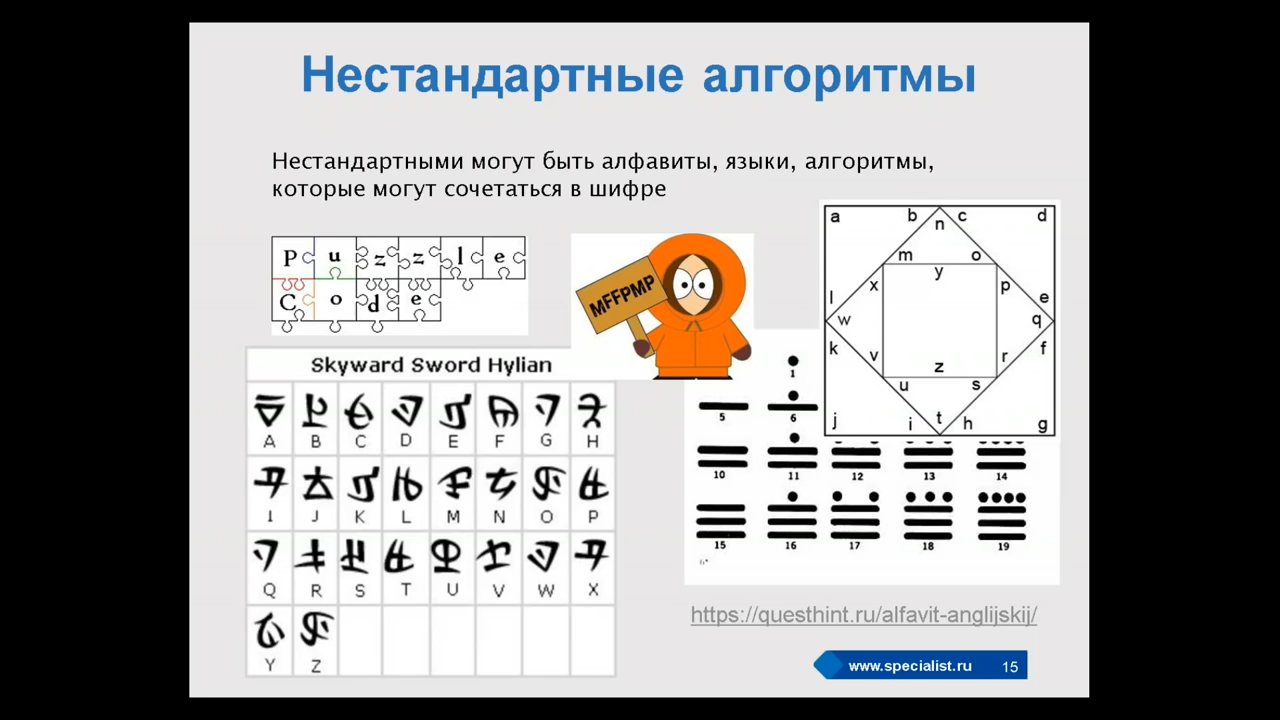 Нестандартные алгоритмы
Нестандартными могут быть алфавиты, языки, алгоритмы,
которые могут сочетаться в шифре
P u z z l e
C o d e
MFFPMP
a b c d
n
m o
y
x p
l e
w q
k f
v r
z
u s
j i t h g
Skyward Sword Hylian
A B C D E F G H
I J K L M N O P
Q R S T U V W X
Y Z
1
5 6
10 11 12 13 14
15 16 17 18 19
https://questhint.ru/alfavit-anglijskij/
www.specialist.ru 15